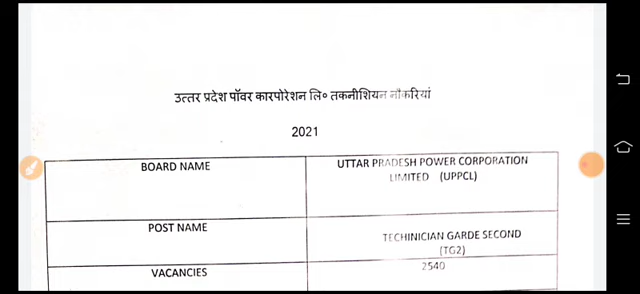 उत्तर प्रदेश पॉवर कारपोरेशन लि० तकनीशियन नौकरियां
2021
BOARD NAME
UTTAR PRADESH POWER CORPORATION
LIMITED (UPPCL)
POST NAME
TECHINICIAN GARDE SECOND
(TG2)
VACANCIES
2540